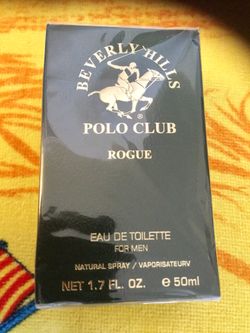 BEVERLY HILLS
POLO CLUB
ROGUE
EAU DE TOILETTE
FOR MEN
NATURAL SPRAY / VAPORISATEURV
NET 1.7 FL. OZ. e 50ml